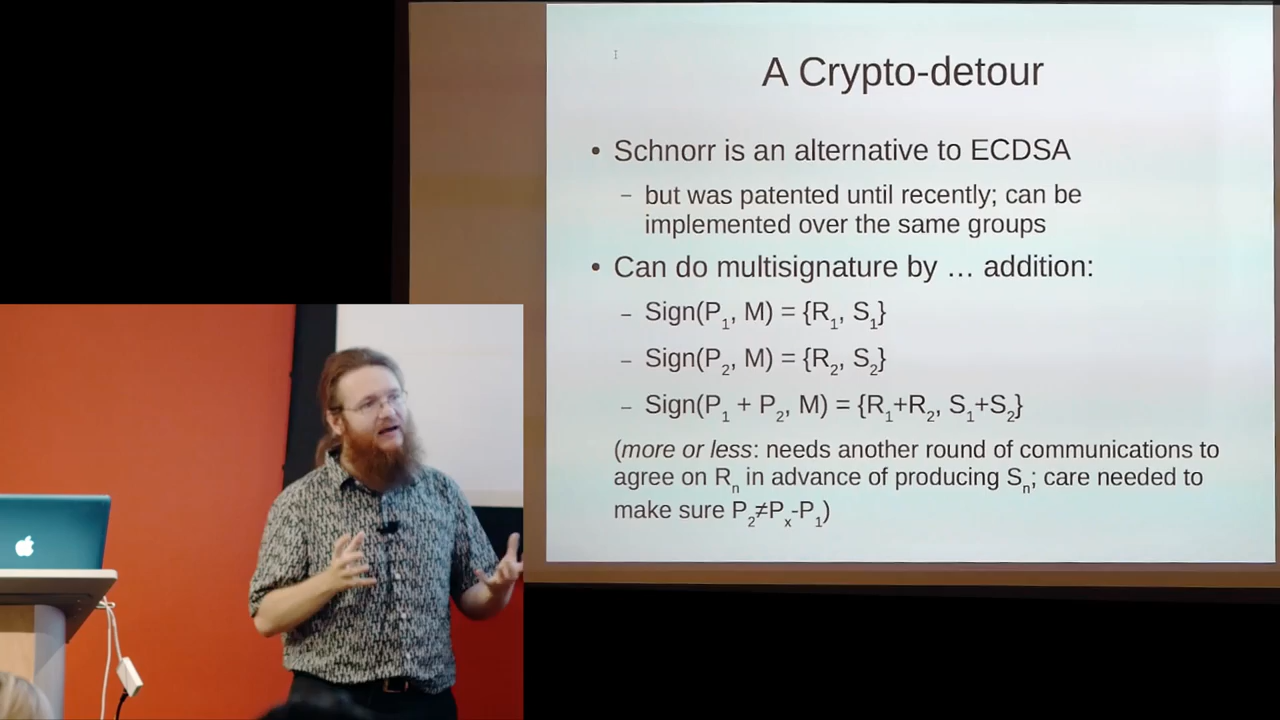 A Crypto-detour
• Schnorr is an alternative to ECDSA
– but was patented until recently; can be
implemented over the same groups
• Can do multisignature by … addition:
– Sign(P₁, M) = {R₁, S₁}
– Sign(P₂, M) = {R₂, S₂}
– Sign(P₁ + P₂, M) = {R₁+R₂, S₁+S₂}
(more or less: needs another round of communications to
agree on Rₙ in advance of producing Sₙ; care needed to
make sure P₂≠Pₓ-P₁)